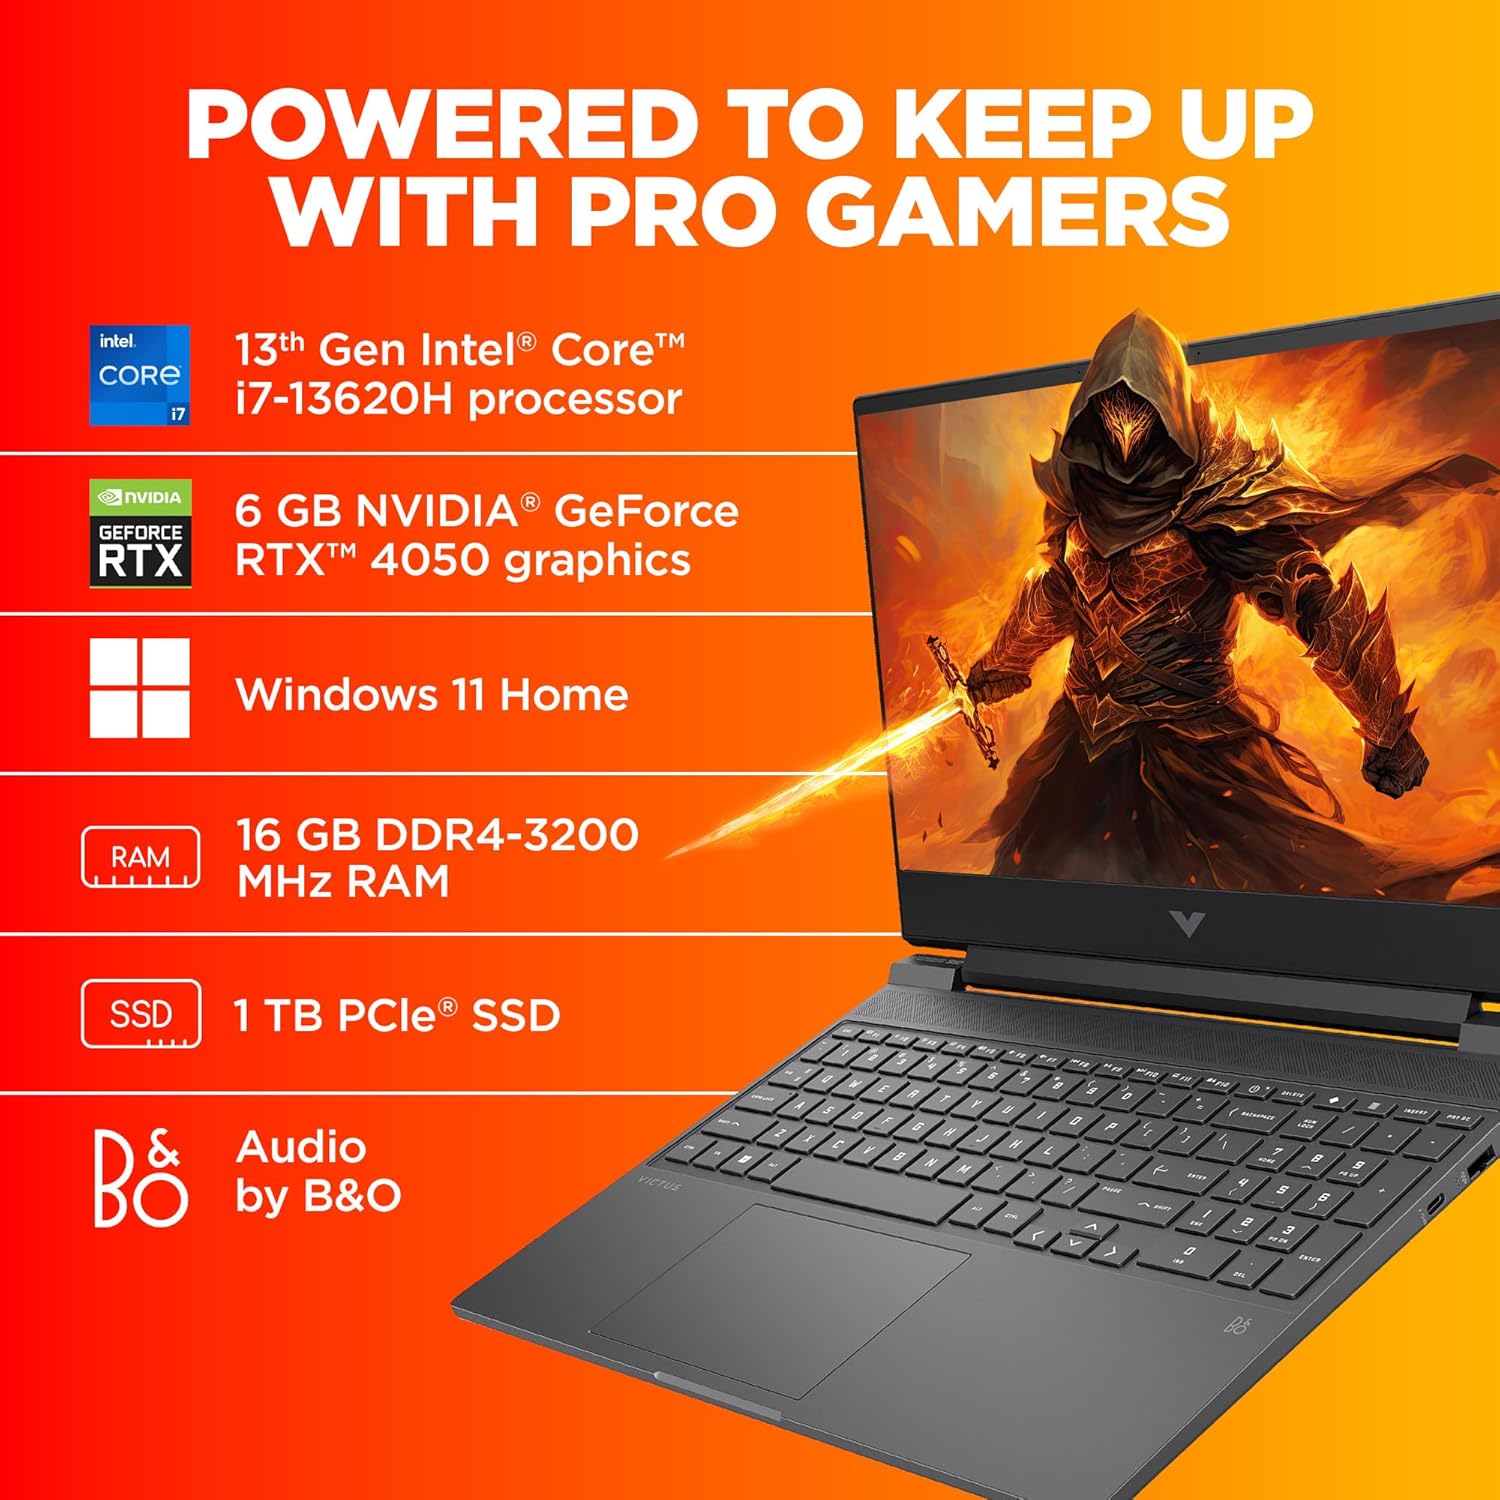 POWERED TO KEEP UP
WITH PRO GAMERS
intel.
CORE
i7
13th Gen Intel® Core™
i7-13620H processor
NVIDIA
GEFORCE
RTX
6 GB NVIDIA® GeForce
RTX™ 4050 graphics
Windows 11 Home
RAM
16 GB DDR4-3200
MHz RAM
SSD
1 TB PCIe® SSD
B&O
Audio
by B&O
VICTUS
B&O